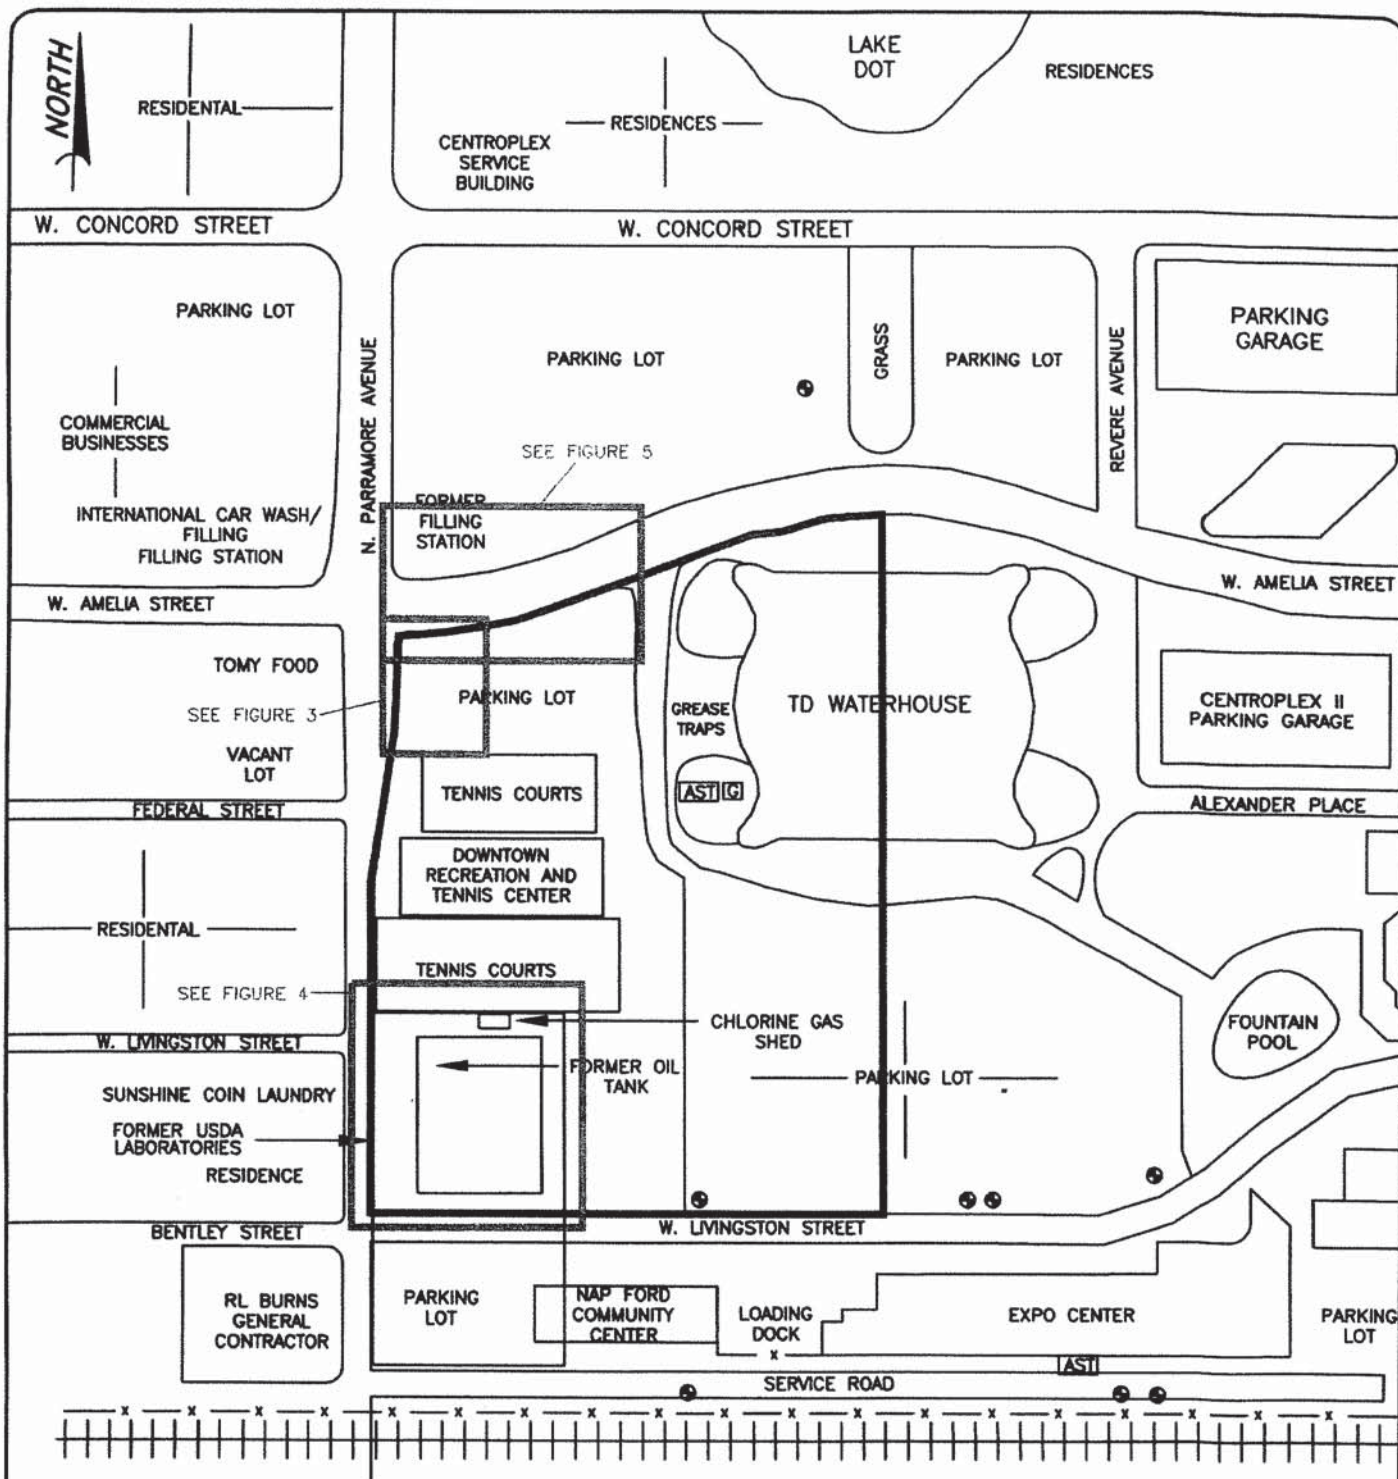 NORTH
RESIDENTAL
LAKE
DOT
RESIDENCES
RESIDENCES
CENTROPLEX
SERVICE
BUILDING
W. CONCORD STREET
W. CONCORD STREET
PARKING LOT
N. PARRAMORE AVENUE
PARKING LOT
GRASS
PARKING LOT
REVERE AVENUE
PARKING
GARAGE
COMMERCIAL
BUSINESSES
SEE FIGURE 5
INTERNATIONAL CAR WASH/
FILLING
FILLING STATION
FORMER
FILLING
STATION
W. AMELIA STREET
W. AMELIA STREET
TOMY FOOD
SEE FIGURE 3
VACANT
LOT
PARKING LOT
GREASE
TRAPS
TD WATERHOUSE
CENTROPLEX II
PARKING GARAGE
AST G
TENNIS COURTS
FEDERAL STREET
ALEXANDER PLACE
DOWNTOWN
RECREATION AND
TENNIS CENTER
RESIDENTAL
TENNIS COURTS
SEE FIGURE 4
CHLORINE GAS
SHED
FOUNTAIN
POOL
W. LIVINGSTON STREET
FORMER OIL
TANK
PARKING LOT
SUNSHINE COIN LAUNDRY
FORMER USDA
LABORATORIES
RESIDENCE
BENTLEY STREET
W. LIVINGSTON STREET
RL BURNS
GENERAL
CONTRACTOR
PARKING
LOT
NAP FORD
COMMUNITY
CENTER
LOADING
DOCK
EXPO CENTER
PARKING
LOT
AST
SERVICE ROAD